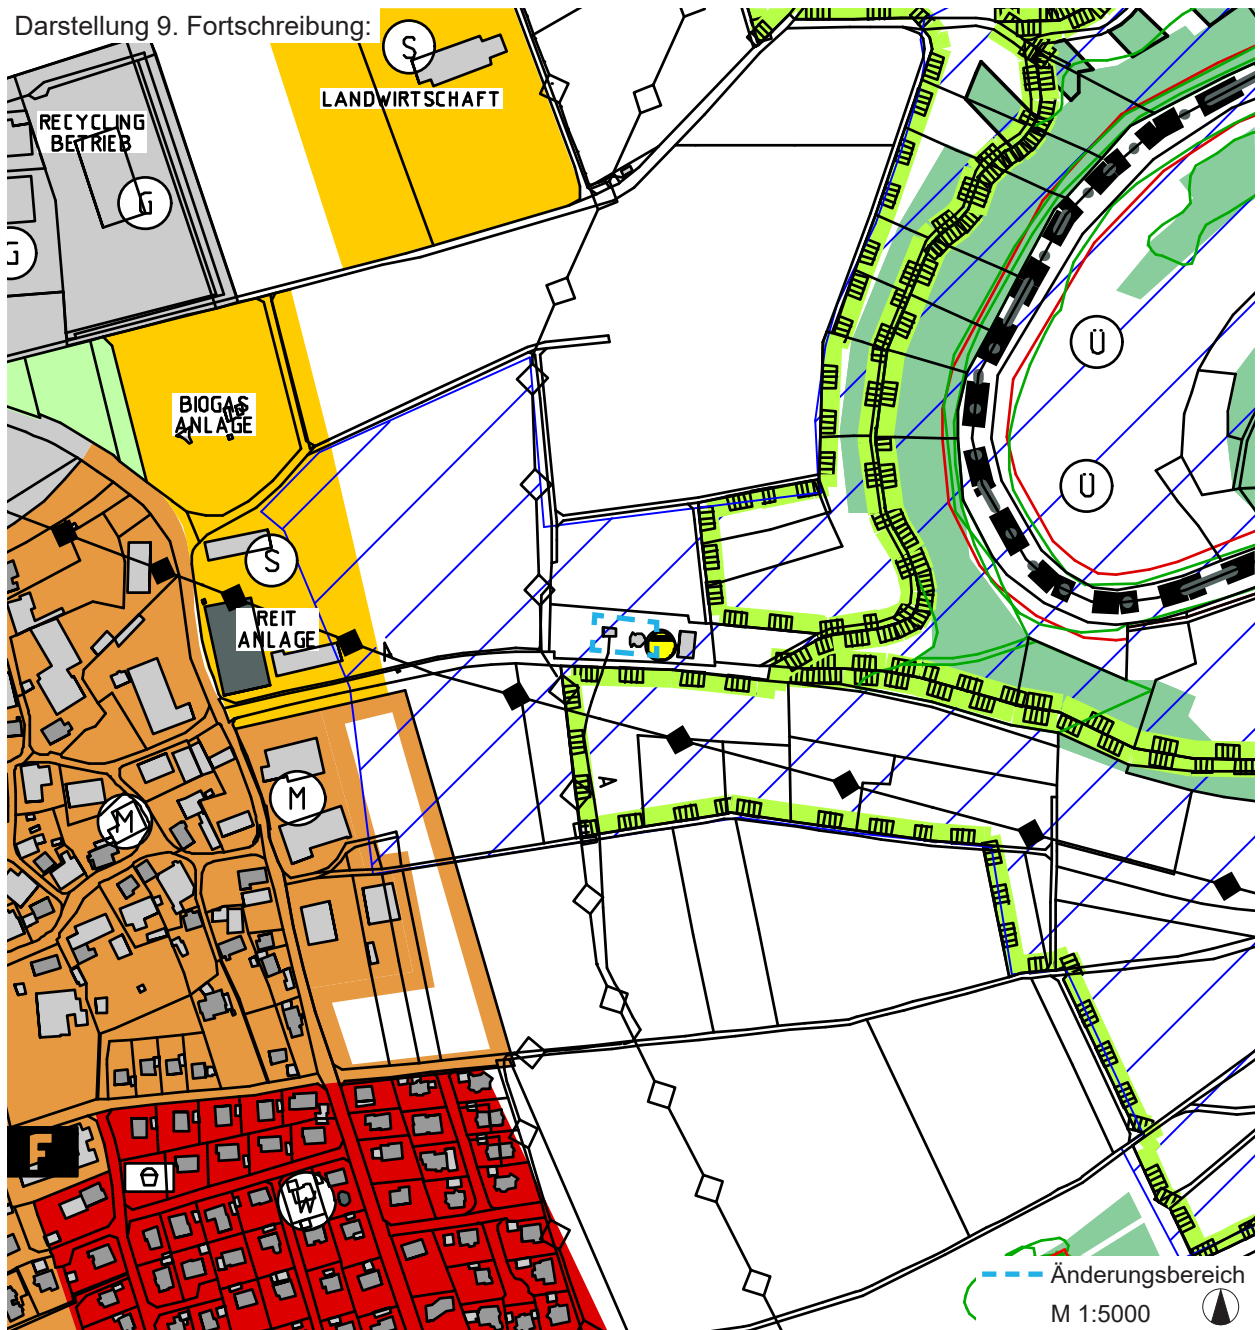 Darstellung 9. Fortschreibung:
S
LANDWIRTSCHAFT
RECYCLING
BETRIEB
G
G
Ü
BIOGAS
ANLAGE
Ü
S
REIT
ANLAGE
A
A
M
M
F
W
Änderungsbereich
M 1:5000